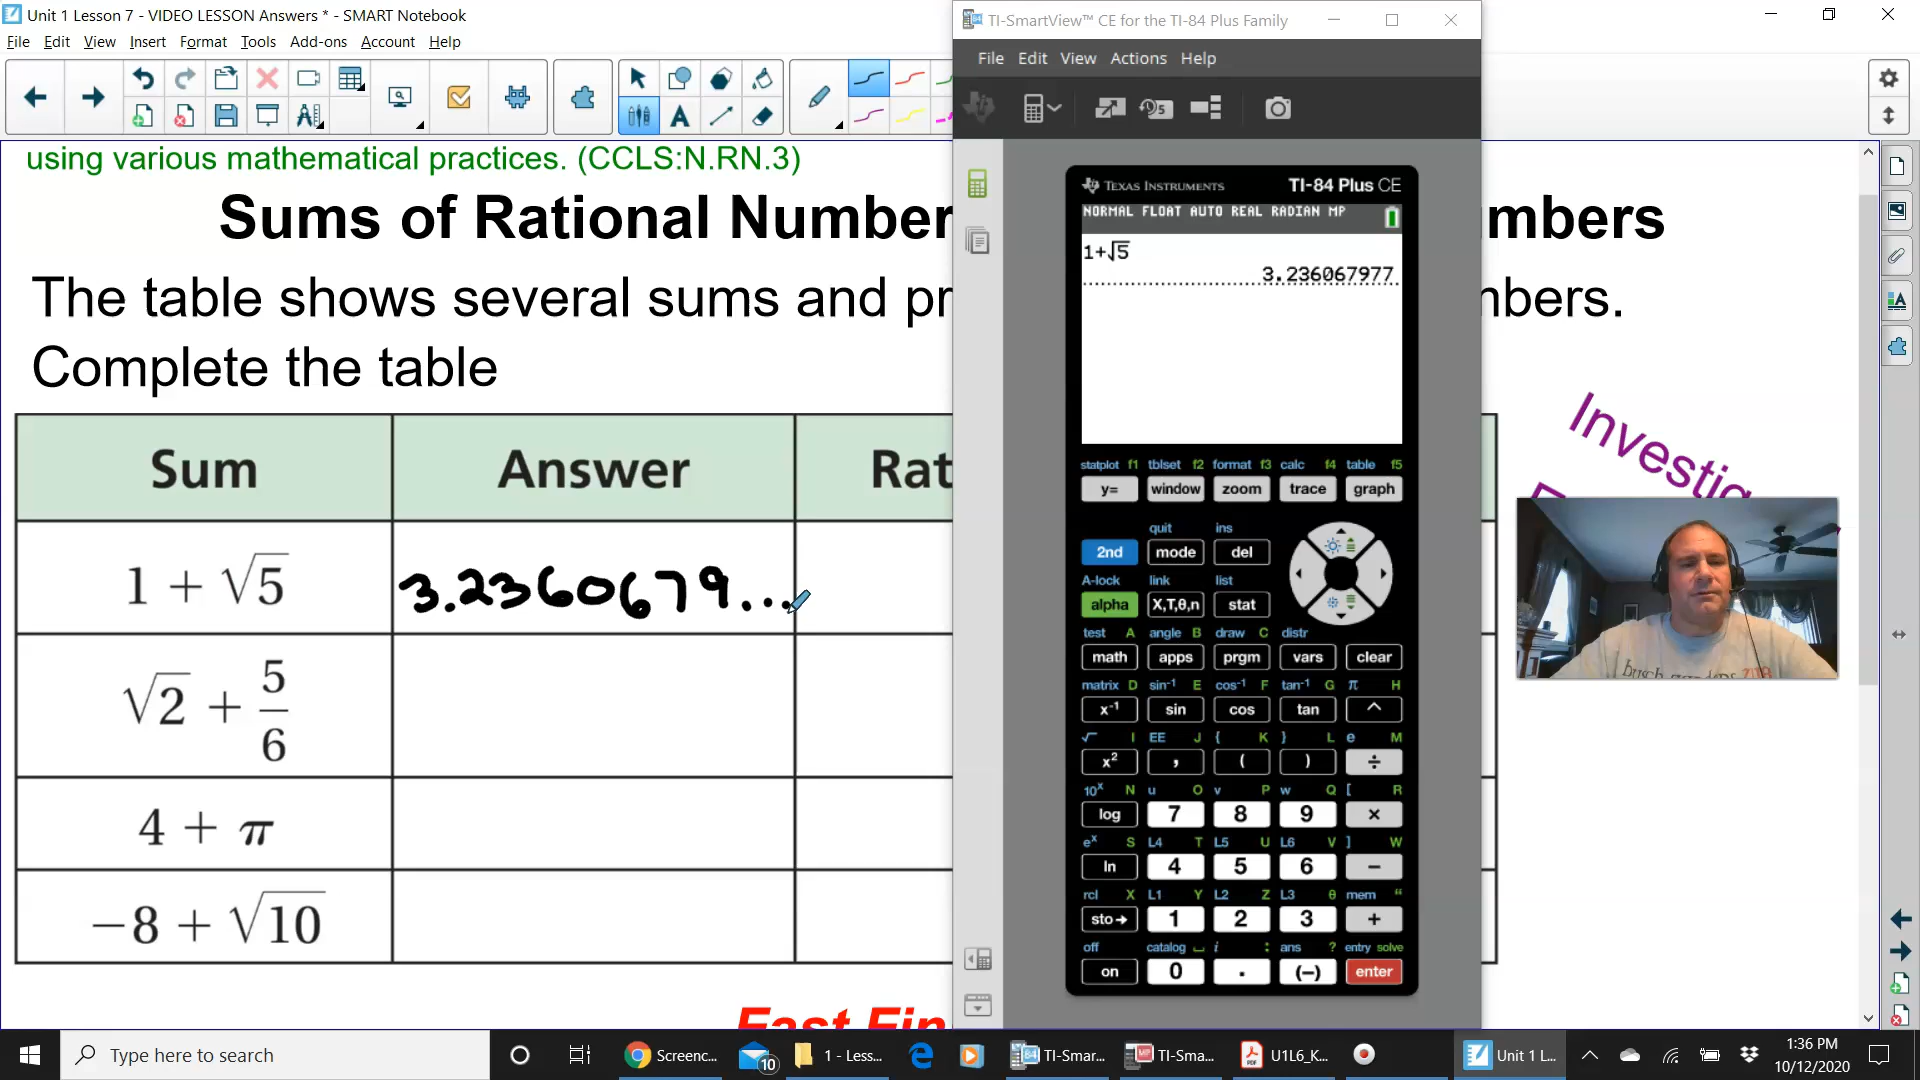 Unit 1 Lesson 7 - VIDEO LESSON Answers * - SMART Notebook
File Edit View Insert Format Tools Add-ons Account Help
using various mathematical practices. (CCLS:N.RN.3)
Sums of Rational Number
mbers
The table shows several sums and pr
nbers.
Complete the table
Sum Answer Rat
1 + √5 3.2360679...
√2 + 5/6
4 + π
−8 + √10
Investig
TI-SmartView™ CE for the TI-84 Plus Family
File Edit View Actions Help
TEXAS INSTRUMENTS TI-84 Plus CE
NORMAL FLOAT AUTO REAL RADIAN MP
1+√5
3.236067977
statplot f1 tblset f2 format f3 calc f4 table f5
y= window zoom trace graph
quit ins
2nd mode del
A-lock link list
alpha X,T,θ,n stat
test A angle B draw C distr
math apps prgm vars clear
matrix D sin-1 E cos-1 F tan-1 G π H
x-1 sin cos tan ^
√ I EE J { K } L e M
x2 , ( ) ÷
10x N u O v P w Q [ R
log 7 8 9 ×
ex S L4 T L5 U L6 V ] W
ln 4 5 6 −
rcl X L1 Y L2 Z L3 θ mem "
sto→ 1 2 3 +
off catalog i : ans ? entry solve
on 0 . (−) enter
Type here to search
10
Screenc...
1 - Less...
TI-Smar...
TI-Sma...
U1L6_K...
Unit 1 L...
1:36 PM
10/12/2020